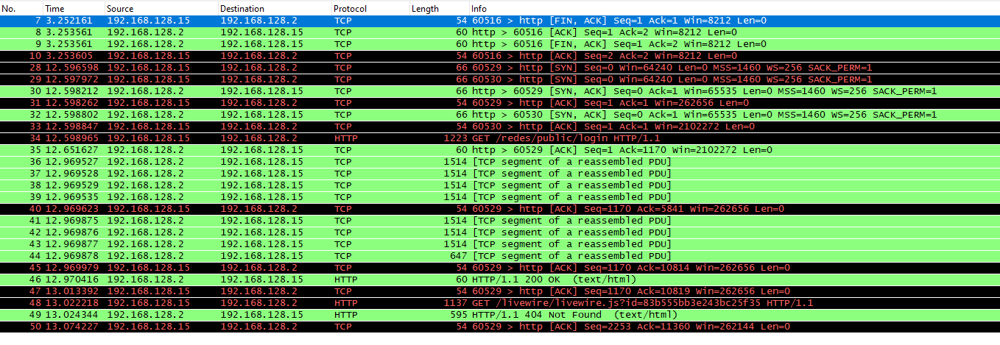 No. Time Source Destination Protocol Length Info
7 3.252161 192.168.128.15 192.168.128.2 TCP 54 60516 > http [FIN, ACK] Seq=1 Ack=1 Win=8212 Len=0
8 3.253561 192.168.128.2 192.168.128.15 TCP 60 http > 60516 [ACK] Seq=1 Ack=2 Win=8212 Len=0
9 3.253561 192.168.128.2 192.168.128.15 TCP 60 http > 60516 [FIN, ACK] Seq=1 Ack=2 Win=8212 Len=0
10 3.253605 192.168.128.15 192.168.128.2 TCP 54 60516 > http [ACK] Seq=2 Ack=2 Win=8212 Len=0
28 12.596598 192.168.128.15 192.168.128.2 TCP 66 60529 > http [SYN] Seq=0 Win=64240 Len=0 MSS=1460 WS=256 SACK_PERM=1
29 12.597972 192.168.128.15 192.168.128.2 TCP 66 60530 > http [SYN] Seq=0 Win=64240 Len=0 MSS=1460 WS=256 SACK_PERM=1
30 12.598212 192.168.128.2 192.168.128.15 TCP 66 http > 60529 [SYN, ACK] Seq=0 Ack=1 Win=65535 Len=0 MSS=1460 WS=256 SACK_PERM=1
31 12.598262 192.168.128.15 192.168.128.2 TCP 54 60529 > http [ACK] Seq=1 Ack=1 Win=262656 Len=0
32 12.598802 192.168.128.2 192.168.128.15 TCP 66 http > 60530 [SYN, ACK] Seq=0 Ack=1 Win=65535 Len=0 MSS=1460 WS=256 SACK_PERM=1
33 12.598847 192.168.128.15 192.168.128.2 TCP 54 60530 > http [ACK] Seq=1 Ack=1 Win=2102272 Len=0
34 12.598965 192.168.128.15 192.168.128.2 HTTP 1223 GET /redes/public/login HTTP/1.1
35 12.651627 192.168.128.2 192.168.128.15 TCP 60 http > 60529 [ACK] Seq=1 Ack=1170 Win=2102272 Len=0
36 12.969527 192.168.128.2 192.168.128.15 TCP 1514 [TCP segment of a reassembled PDU]
37 12.969528 192.168.128.2 192.168.128.15 TCP 1514 [TCP segment of a reassembled PDU]
38 12.969529 192.168.128.2 192.168.128.15 TCP 1514 [TCP segment of a reassembled PDU]
39 12.969535 192.168.128.2 192.168.128.15 TCP 1514 [TCP segment of a reassembled PDU]
40 12.969623 192.168.128.15 192.168.128.2 TCP 54 60529 > http [ACK] Seq=1170 Ack=5841 Win=262656 Len=0
41 12.969875 192.168.128.2 192.168.128.15 TCP 1514 [TCP segment of a reassembled PDU]
42 12.969876 192.168.128.2 192.168.128.15 TCP 1514 [TCP segment of a reassembled PDU]
43 12.969877 192.168.128.2 192.168.128.15 TCP 1514 [TCP segment of a reassembled PDU]
44 12.969878 192.168.128.2 192.168.128.15 TCP 647 [TCP segment of a reassembled PDU]
45 12.969979 192.168.128.15 192.168.128.2 TCP 54 60529 > http [ACK] Seq=1170 Ack=10814 Win=262656 Len=0
46 12.970416 192.168.128.2 192.168.128.15 HTTP 60 HTTP/1.1 200 OK (text/html)
47 13.013392 192.168.128.15 192.168.128.2 TCP 54 60529 > http [ACK] Seq=1170 Ack=10819 Win=262656 Len=0
48 13.022218 192.168.128.15 192.168.128.2 HTTP 1137 GET /livewire/livewire.js?id=83b555bb3e243bc25f35 HTTP/1.1
49 13.024344 192.168.128.2 192.168.128.15 HTTP 595 HTTP/1.1 404 Not Found (text/html)
50 13.074227 192.168.128.15 192.168.128.2 TCP 54 60529 > http [ACK] Seq=2253 Ack=11360 Win=262144 Len=0